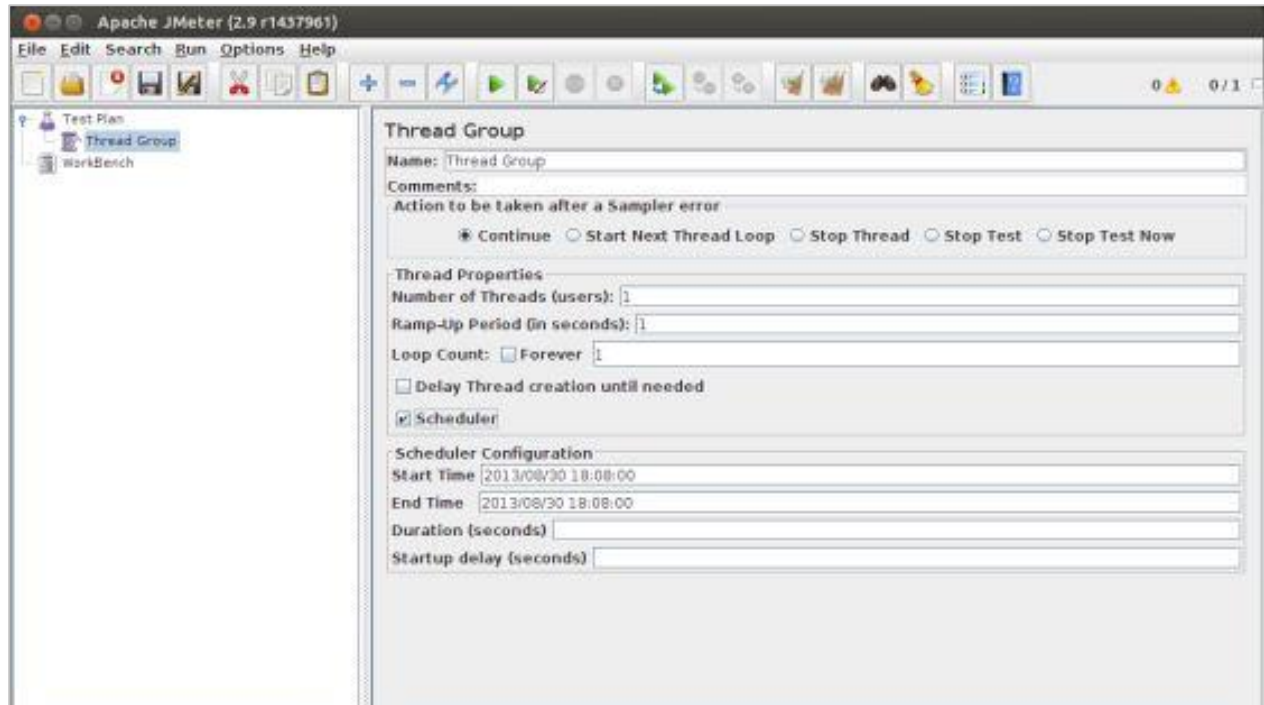 Apache JMeter (2.9 r1437961)
File Edit Search Run Options Help
0 0/1
Test Plan
Thread Group
WorkBench
Thread Group
Name: Thread Group
Comments:
Action to be taken after a Sampler error
Continue Start Next Thread Loop Stop Thread Stop Test Stop Test Now
Thread Properties
Number of Threads (users): 1
Ramp-Up Period (in seconds): 1
Loop Count: Forever 1
Delay Thread creation until needed
Scheduler
Scheduler Configuration
Start Time 2013/08/30 18:08:00
End Time 2013/08/30 18:08:00
Duration (seconds)
Startup delay (seconds)